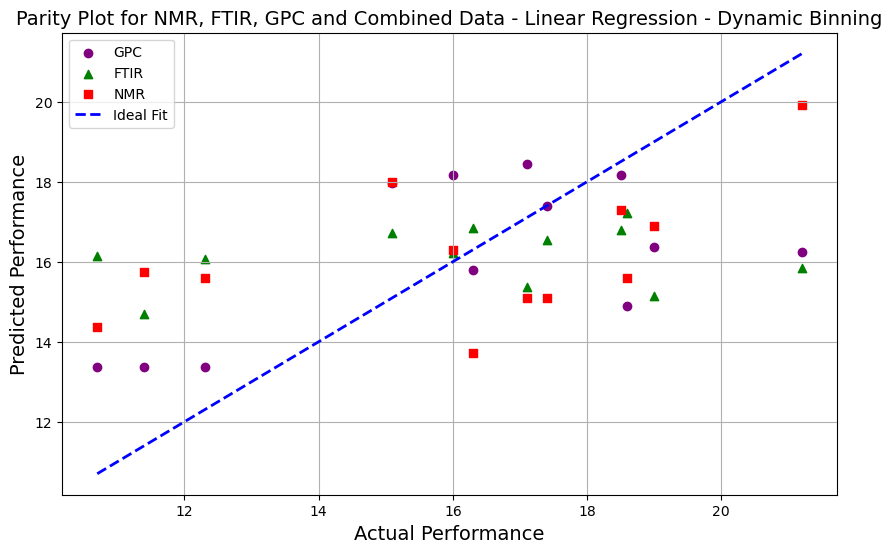 Parity Plot for NMR, FTIR, GPC and Combined Data - Linear Regression - Dynamic Binning
GPC
FTIR
NMR
Ideal Fit
20
18
16
14
12
Predicted Performance
12 14 16 18 20
Actual Performance